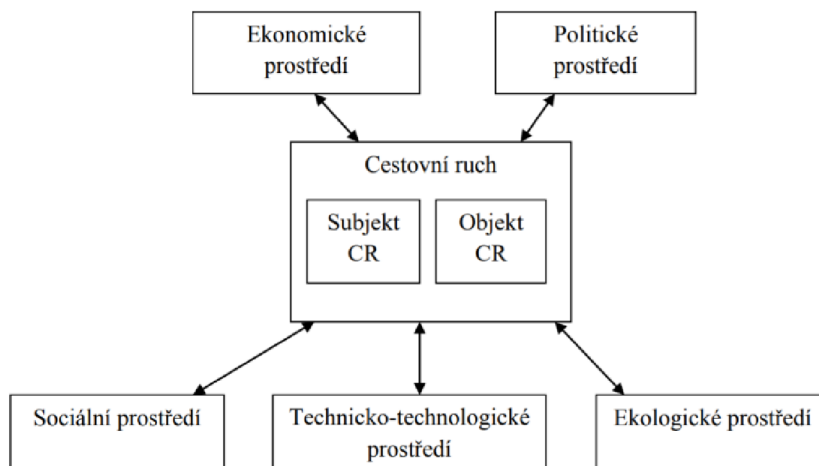 Ekonomické
prostředí
Politické
prostředí
Cestovní ruch
Subjekt
CR
Objekt
CR
Sociální prostředí
Technicko-technologické
prostředí
Ekologické prostředí